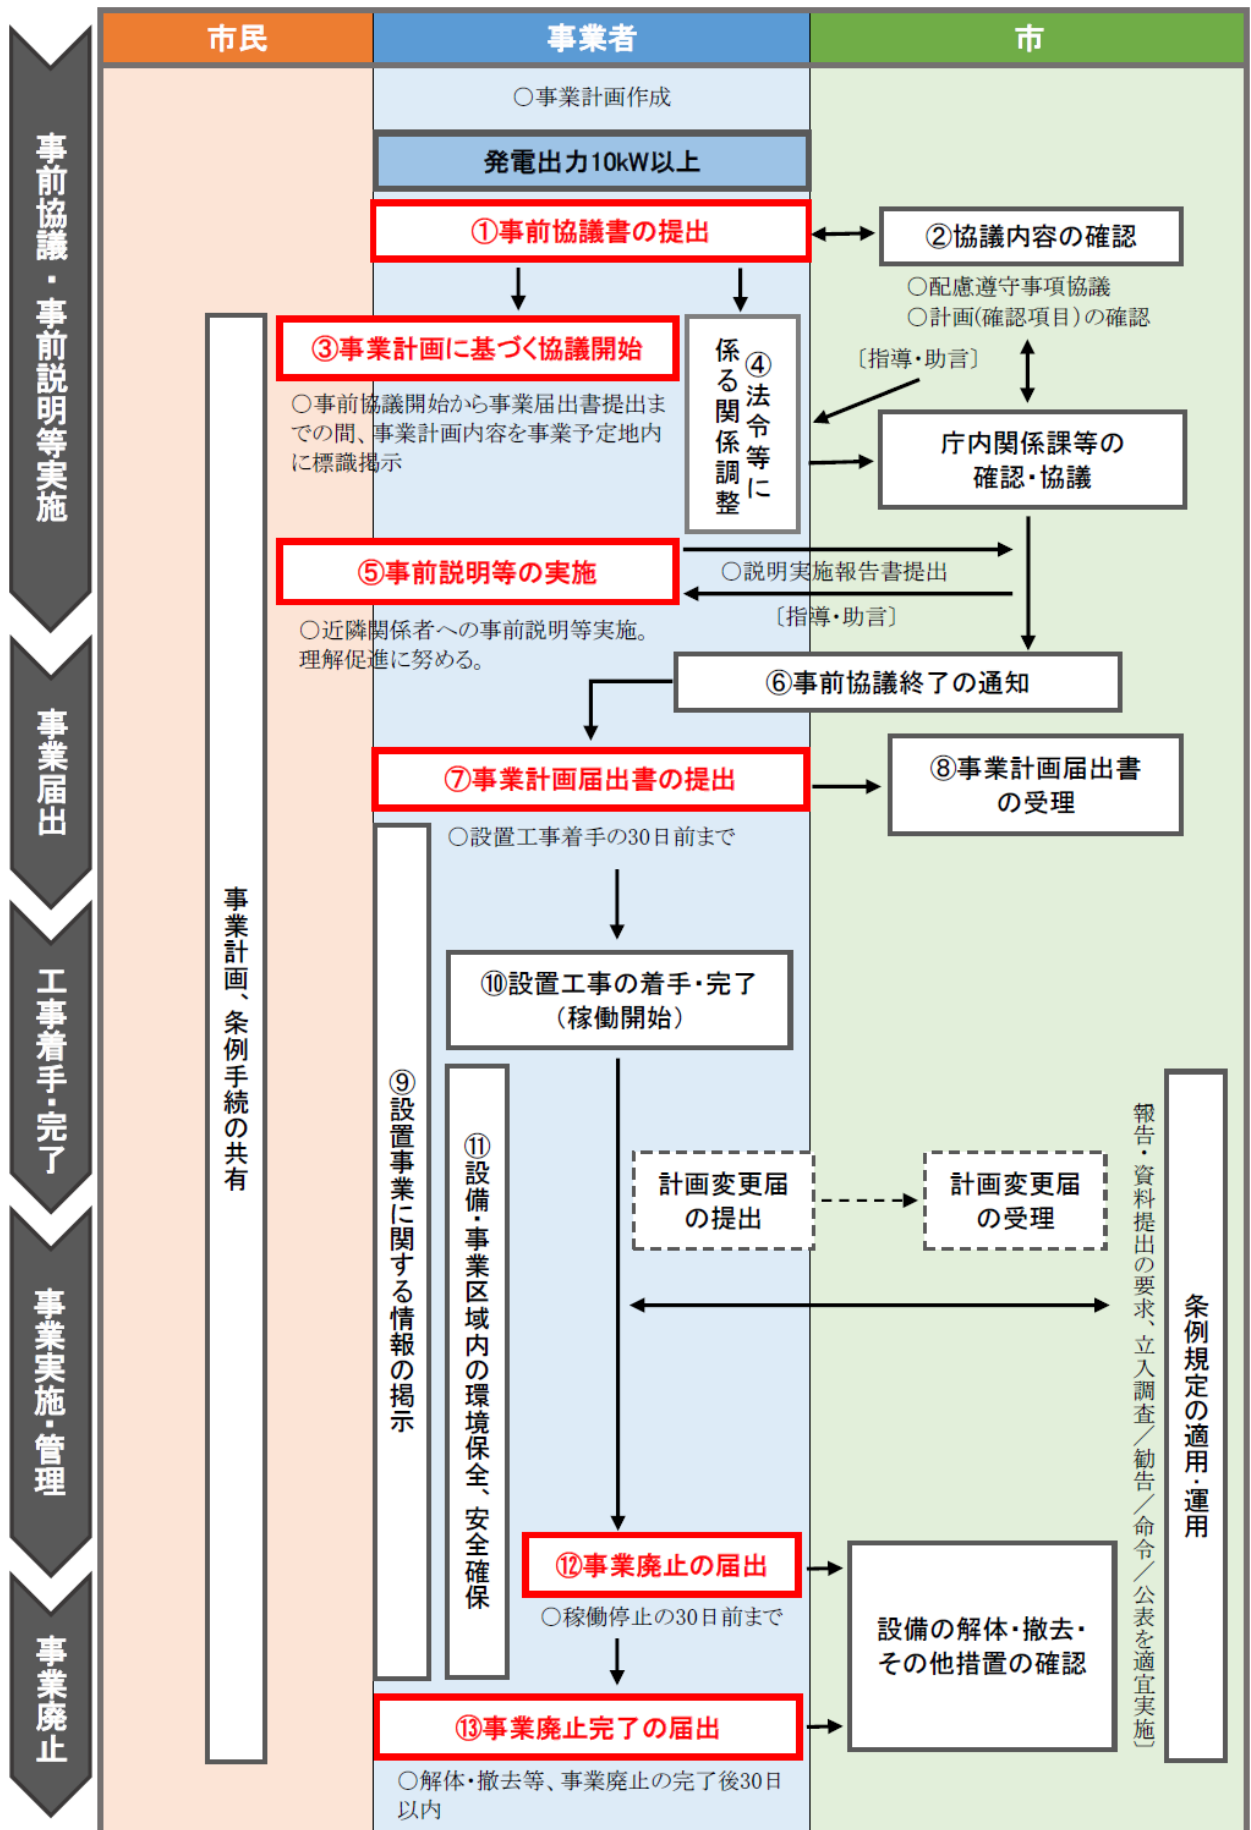 市民
事業者
市
事前協議・事前説明等実施
事業届出
工事着手・完了
事業実施・管理
事業廃止
○事業計画作成
発電出力10kW以上
①事前協議書の提出
②協議内容の確認
○配慮遵守事項協議
○計画(確認項目)の確認
〔指導・助言〕
③事業計画に基づく協議開始
○事前協議開始から事業届出書提出ま
での間、事業計画内容を事業予定地内
に標識掲示
④法令等に
係る関係調整
庁内関係課等の
確認・協議
⑤事前説明等の実施
○説明実施報告書提出
〔指導・助言〕
○近隣関係者への事前説明等実施。
理解促進に努める。
⑥事前協議終了の通知
⑦事業計画届出書の提出
⑧事業計画届出書
の受理
○設置工事着手の30日前まで
事業計画、条例手続の共有
⑨設置事業に関する情報の掲示
⑩設置工事の着手・完了
(稼働開始)
⑪設備・事業区域内の環境保全、安全確保
計画変更届
の提出
計画変更届
の受理
〔報告・資料提出の要求、立入調査/勧告/命令/公表を適宜実施〕
条例規定の適用・運用
⑫事業廃止の届出
○稼働停止の30日前まで
設備の解体・撤去・
その他措置の確認
⑬事業廃止完了の届出
○解体・撤去等、事業廃止の完了後30日
以内